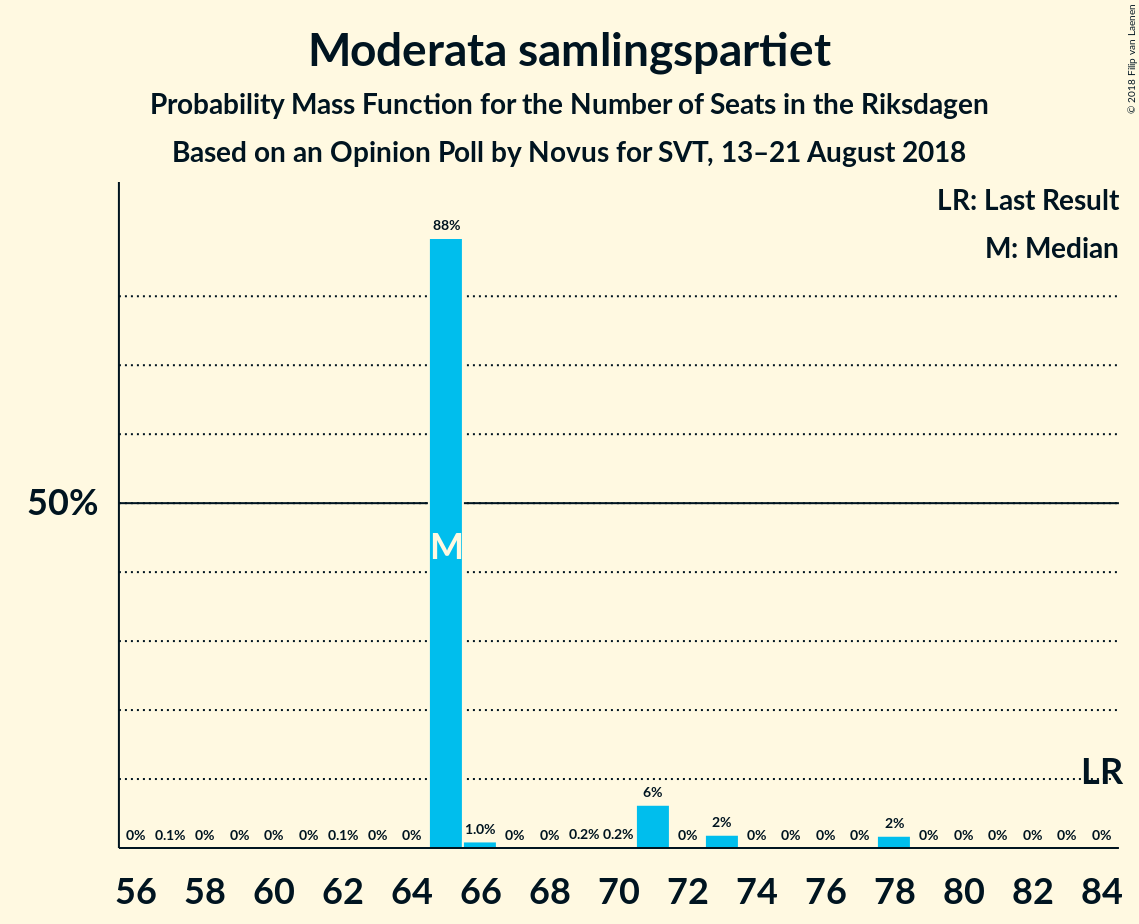 Moderata samlingspartiet
Probability Mass Function for the Number of Seats in the Riksdagen
Based on an Opinion Poll by Novus for SVT, 13–21 August 2018
© 2018 Filip van Laenen
LR: Last Result
M: Median
50%
88%
M
LR
0% 0.1% 0% 0% 0% 0% 0.1% 0% 0% 1.0% 0% 0% 0.2% 0.2% 6% 0% 2% 0% 0% 0% 0% 2% 0% 0% 0% 0% 0% 0%
56 58 60 62 64 66 68 70 72 74 76 78 80 82 84